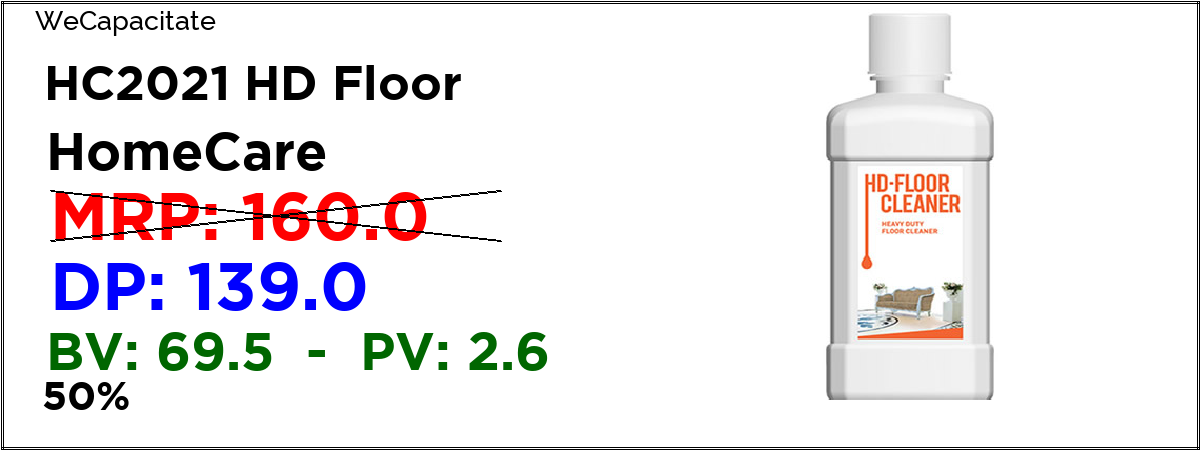 WeCapacitate
HC2021 HD Floor
HomeCare
MRP: 160.0
DP: 139.0
BV: 69.5 - PV: 2.6
50%
HD-FLOOR
CLEANER
HEAVY DUTY
FLOOR CLEANER